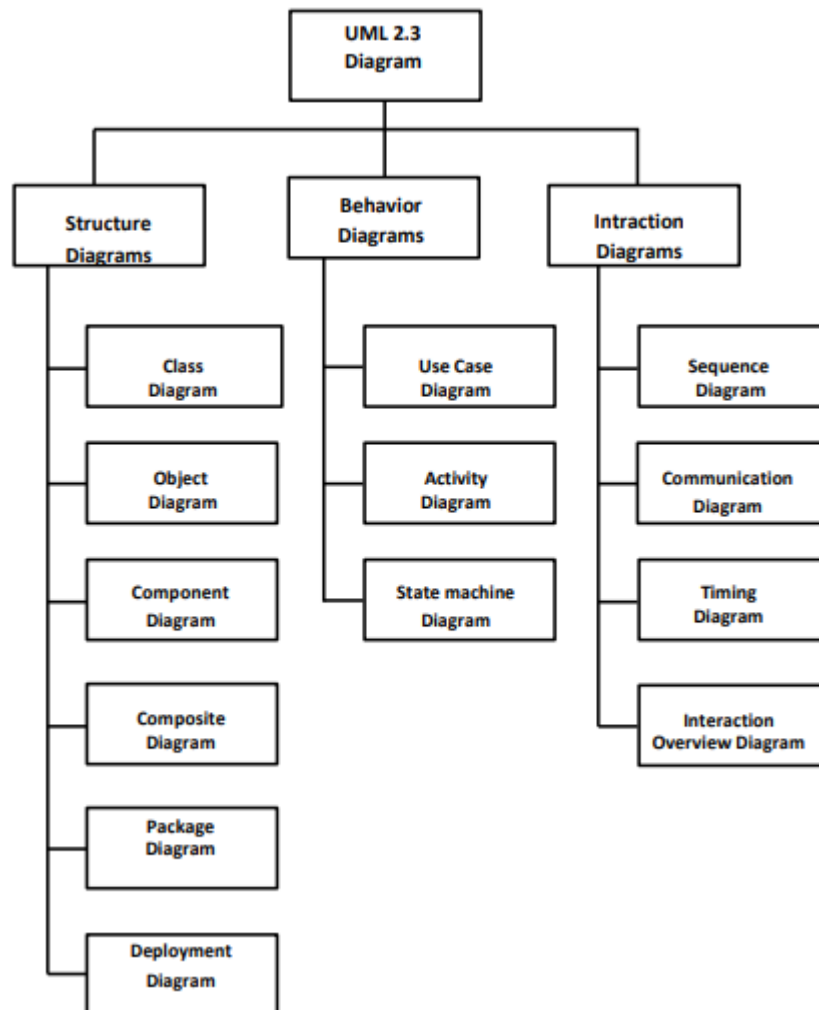 UML 2.3
Diagram
Structure
Diagrams
Behavior
Diagrams
Intraction
Diagrams
Class
Diagram
Object
Diagram
Component
Diagram
Composite
Diagram
Package
Diagram
Deployment
Diagram
Use Case
Diagram
Activity
Diagram
State machine
Diagram
Sequence
Diagram
Communication
Diagram
Timing
Diagram
Interaction
Overview Diagram